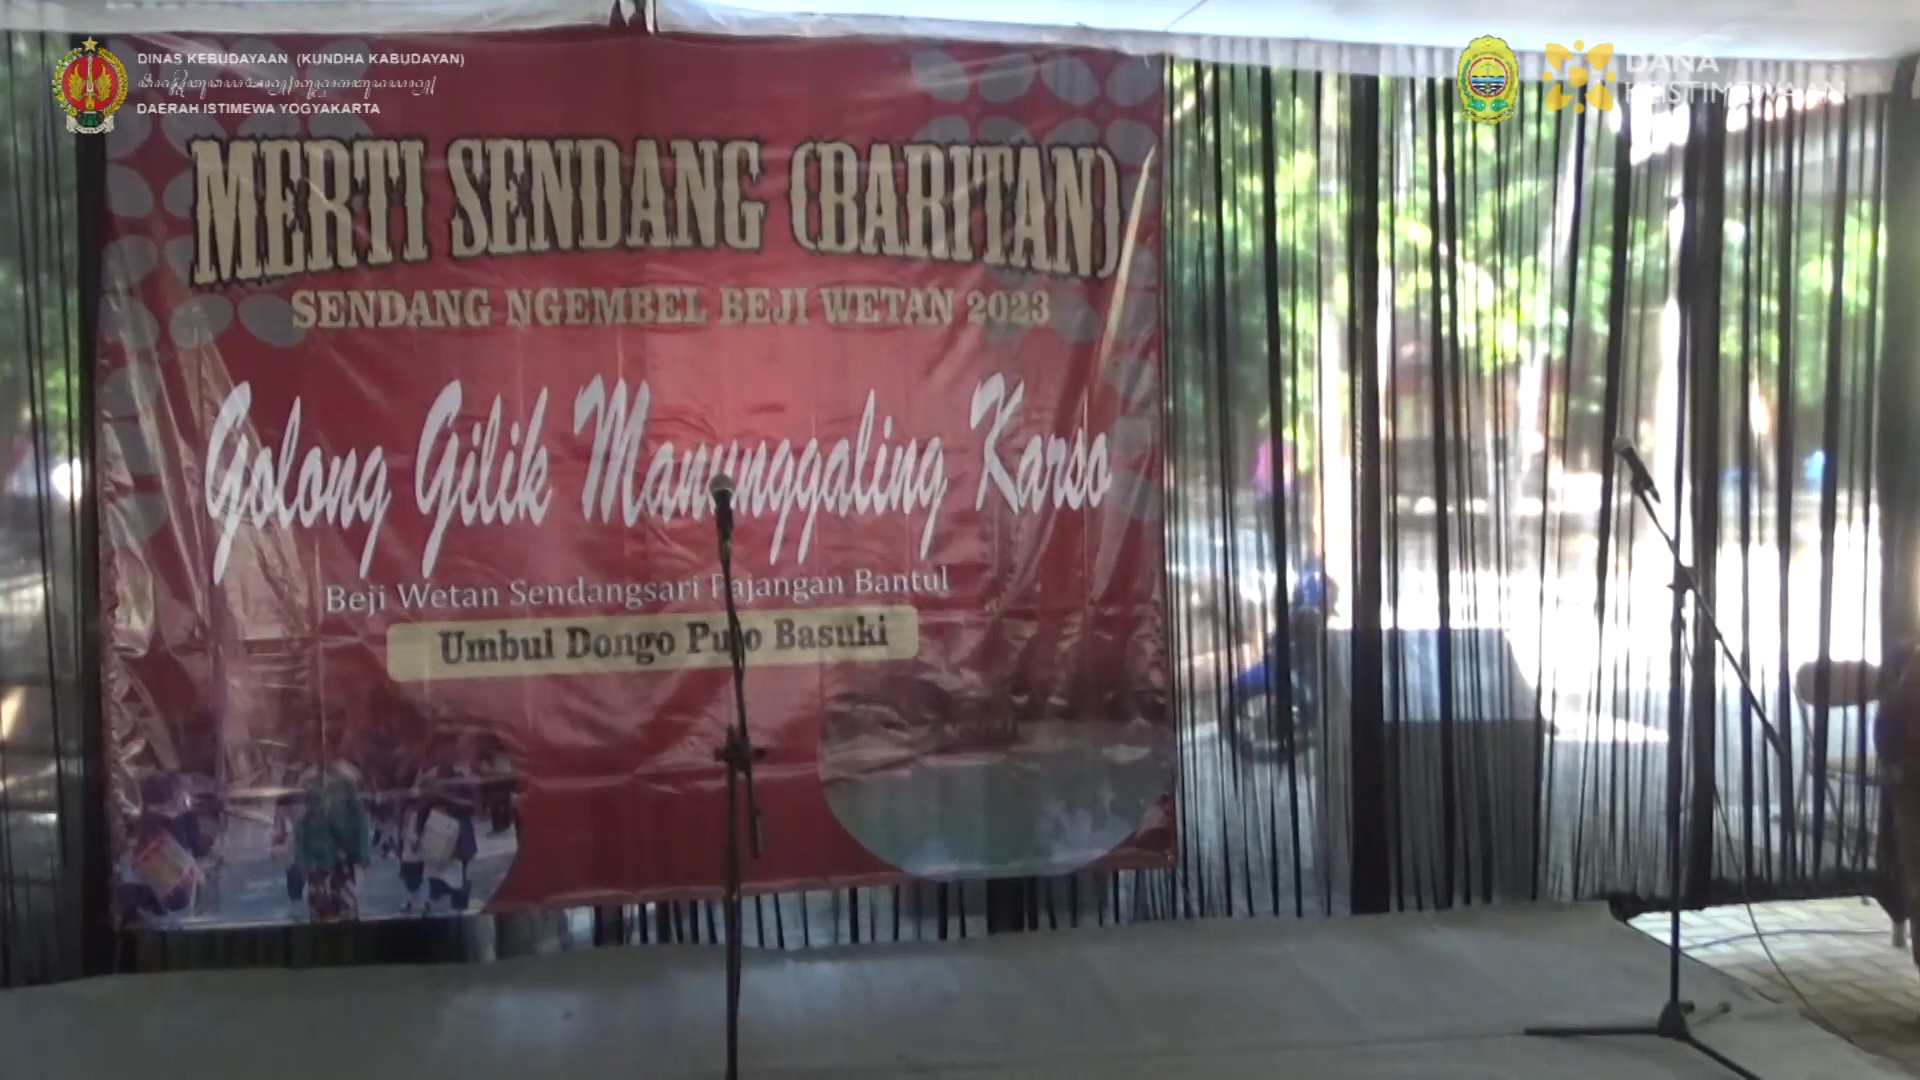 DINAS KEBUDAYAAN (KUNDHA KABUDAYAN)
DAERAH ISTIMEWA YOGYAKARTA
DANA
KEISTIMEWAAN
MERTI SENDANG (BARITAN)
SENDANG NGEMBEL BEJI WETAN 2023
Golong Gilik Manunggaling Karso
Beji Wetan Sendangsari Pajangan Bantul
Umbul Dongo Pujo Basuki